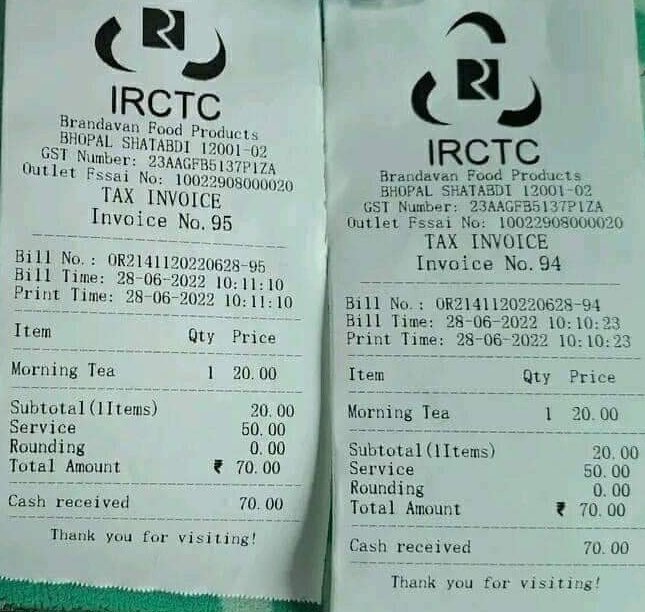 IRCTC
Brandavan Food Products
BHOPAL SHATABDI 12001-02
GST Number: 23AAGFB5137P1ZA
Outlet Fssai No: 10022908000020
TAX INVOICE
Invoice No. 95
Bill No.: OR2141120220628-95
Bill Time: 28-06-2022 10:11:10
Print Time: 28-06-2022 10:11:10
Item Qty Price
Morning Tea 1 20.00
Subtotal(1Items) 20.00
Service 50.00
Rounding 0.00
Total Amount ₹ 70.00
Cash received 70.00
Thank you for visiting!
IRCTC
Brandavan Food Products
BHOPAL SHATABDI 12001-02
GST Number: 23AAGFB5137P1ZA
Outlet Fssai No: 10022908000020
TAX INVOICE
Invoice No. 94
Bill No.: OR2141120220628-94
Bill Time: 28-06-2022 10:10:23
Print Time: 28-06-2022 10:10:23
Item Qty Price
Morning Tea 1 20.00
Subtotal(1Items) 20.00
Service 50.00
Rounding 0.00
Total Amount ₹ 70.00
Cash received 70.00
Thank you for visiting!